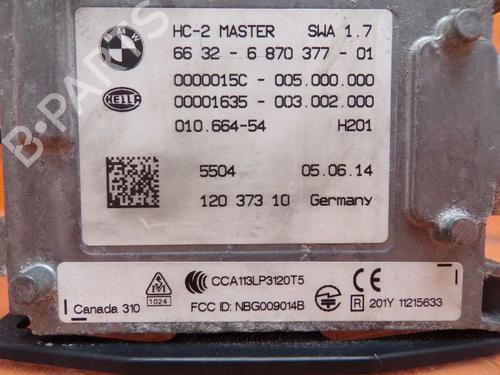 BMW HC-2 MASTER SWA 1.7
66 32 - 6 870 377 - 01
0000015C - 005.000.000
HELLA 00001635 - 003.002.000
010.664-54 H201
5504 05.06.14
120 373 10 Germany
CCA113LP3120T5
Canada 310 1024 FCC ID: NBG009014B R 201Y 11215633
B-PARTS